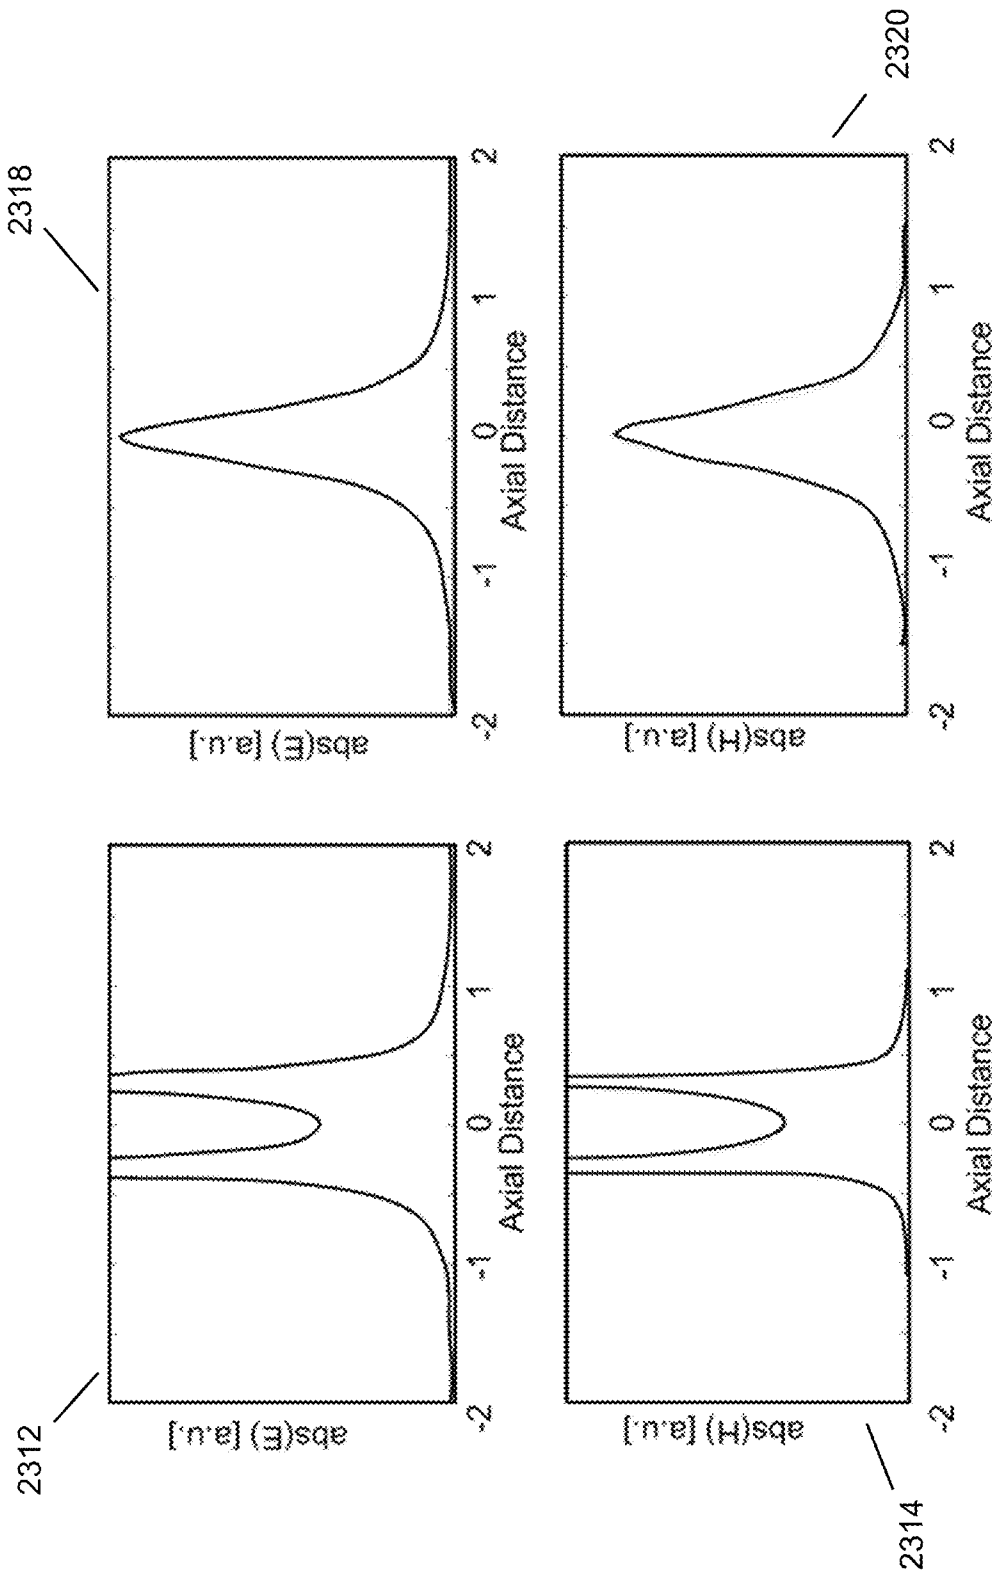 2312
2318
abs(E) [a.u.]
-2 -1 0 1 2
Axial Distance
abs(E) [a.u.]
-2 -1 0 1 2
Axial Distance
abs(H) [a.u.]
-2 -1 0 1 2
Axial Distance
abs(H) [a.u.]
-2 -1 0 1 2
Axial Distance
2314
2320